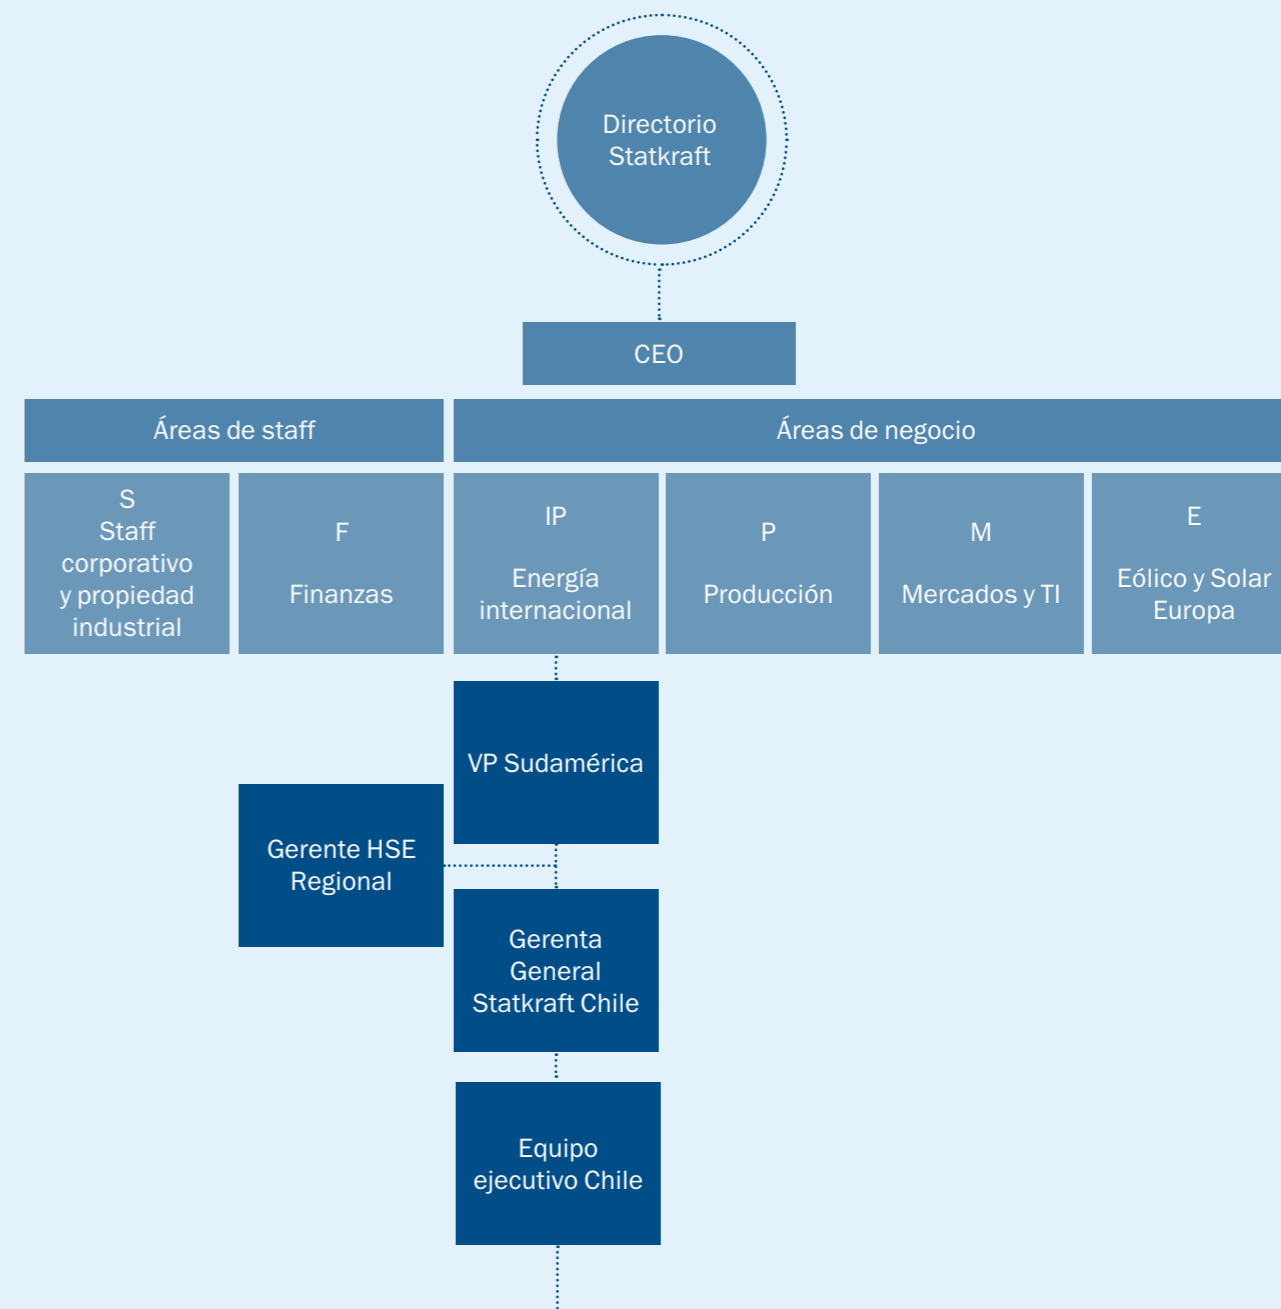 Directorio
Statkraft
CEO
Áreas de staff
Áreas de negocio
S
Staff
corporativo
y propiedad
industrial
F
Finanzas
IP
Energía
internacional
P
Producción
M
Mercados y TI
E
Eólico y Solar
Europa
VP Sudamérica
Gerente HSE
Regional
Gerenta
General
Statkraft Chile
Equipo
ejecutivo Chile